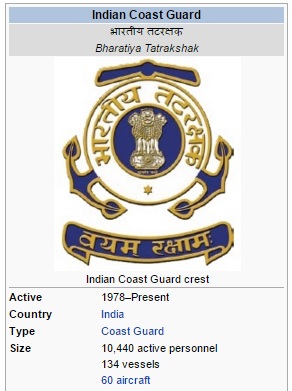 Indian Coast Guard
भारतीय तटरक्षक
Bharatiya Tatrakshak
भारतीय तटरक्षक
वयम रक्षामः
Indian Coast Guard crest
Active 1978–Present
Country India
Type Coast Guard
Size 10,440 active personnel
134 vessels
60 aircraft